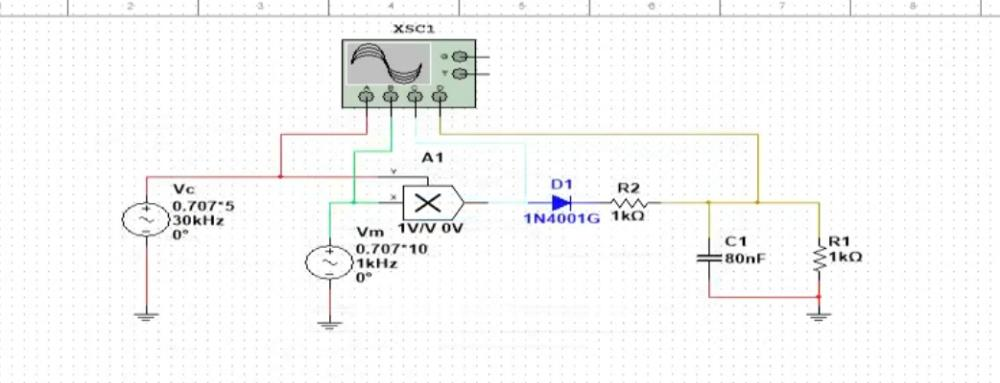 2 3 4 5 6 7 8
XSC1
G
T
A B C D
A1
Y
X
1V/V 0V
Vc
0.707*5
30kHz
0°
Vm
0.707*10
1kHz
0°
D1
1N4001G
R2
1kΩ
C1
80nF
R1
1kΩ